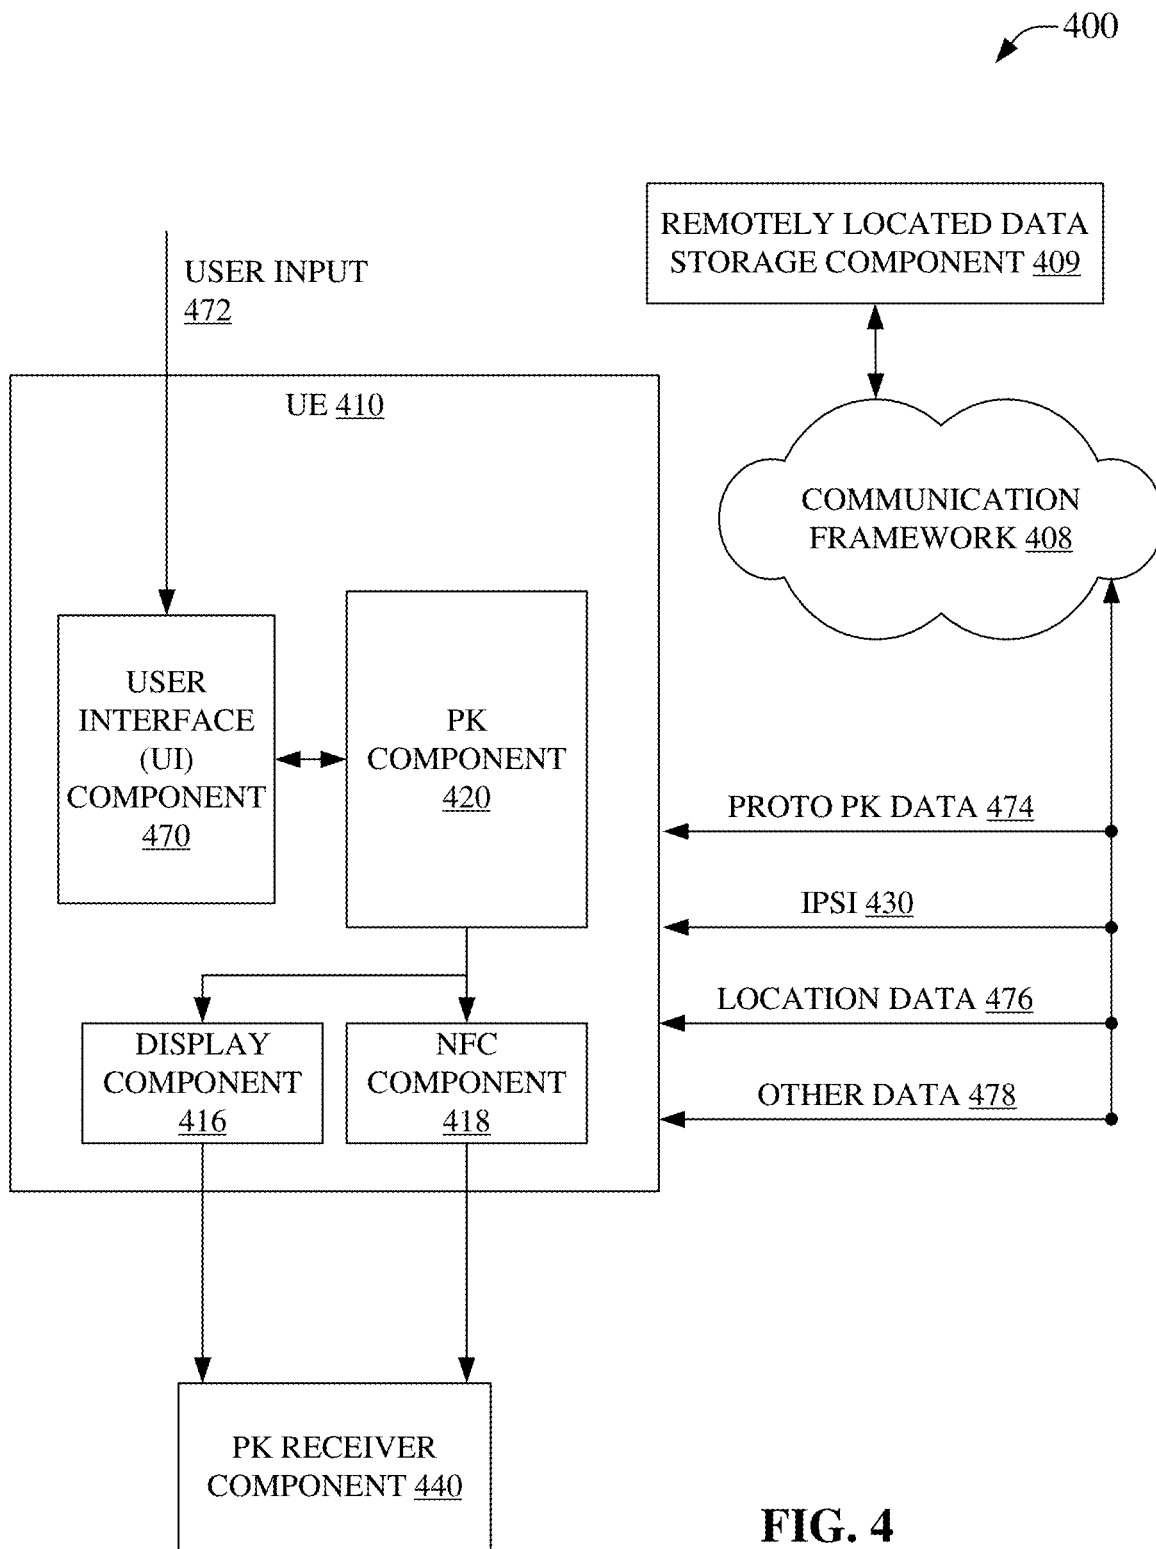 400
REMOTELY LOCATED DATA
STORAGE COMPONENT 409
USER INPUT
472
UE 410
COMMUNICATION
FRAMEWORK 408
USER
INTERFACE
(UI)
COMPONENT
470
PK
COMPONENT
420
PROTO PK DATA 474
IPSI 430
LOCATION DATA 476
OTHER DATA 478
DISPLAY
COMPONENT
416
NFC
COMPONENT
418
PK RECEIVER
COMPONENT 440
FIG. 4